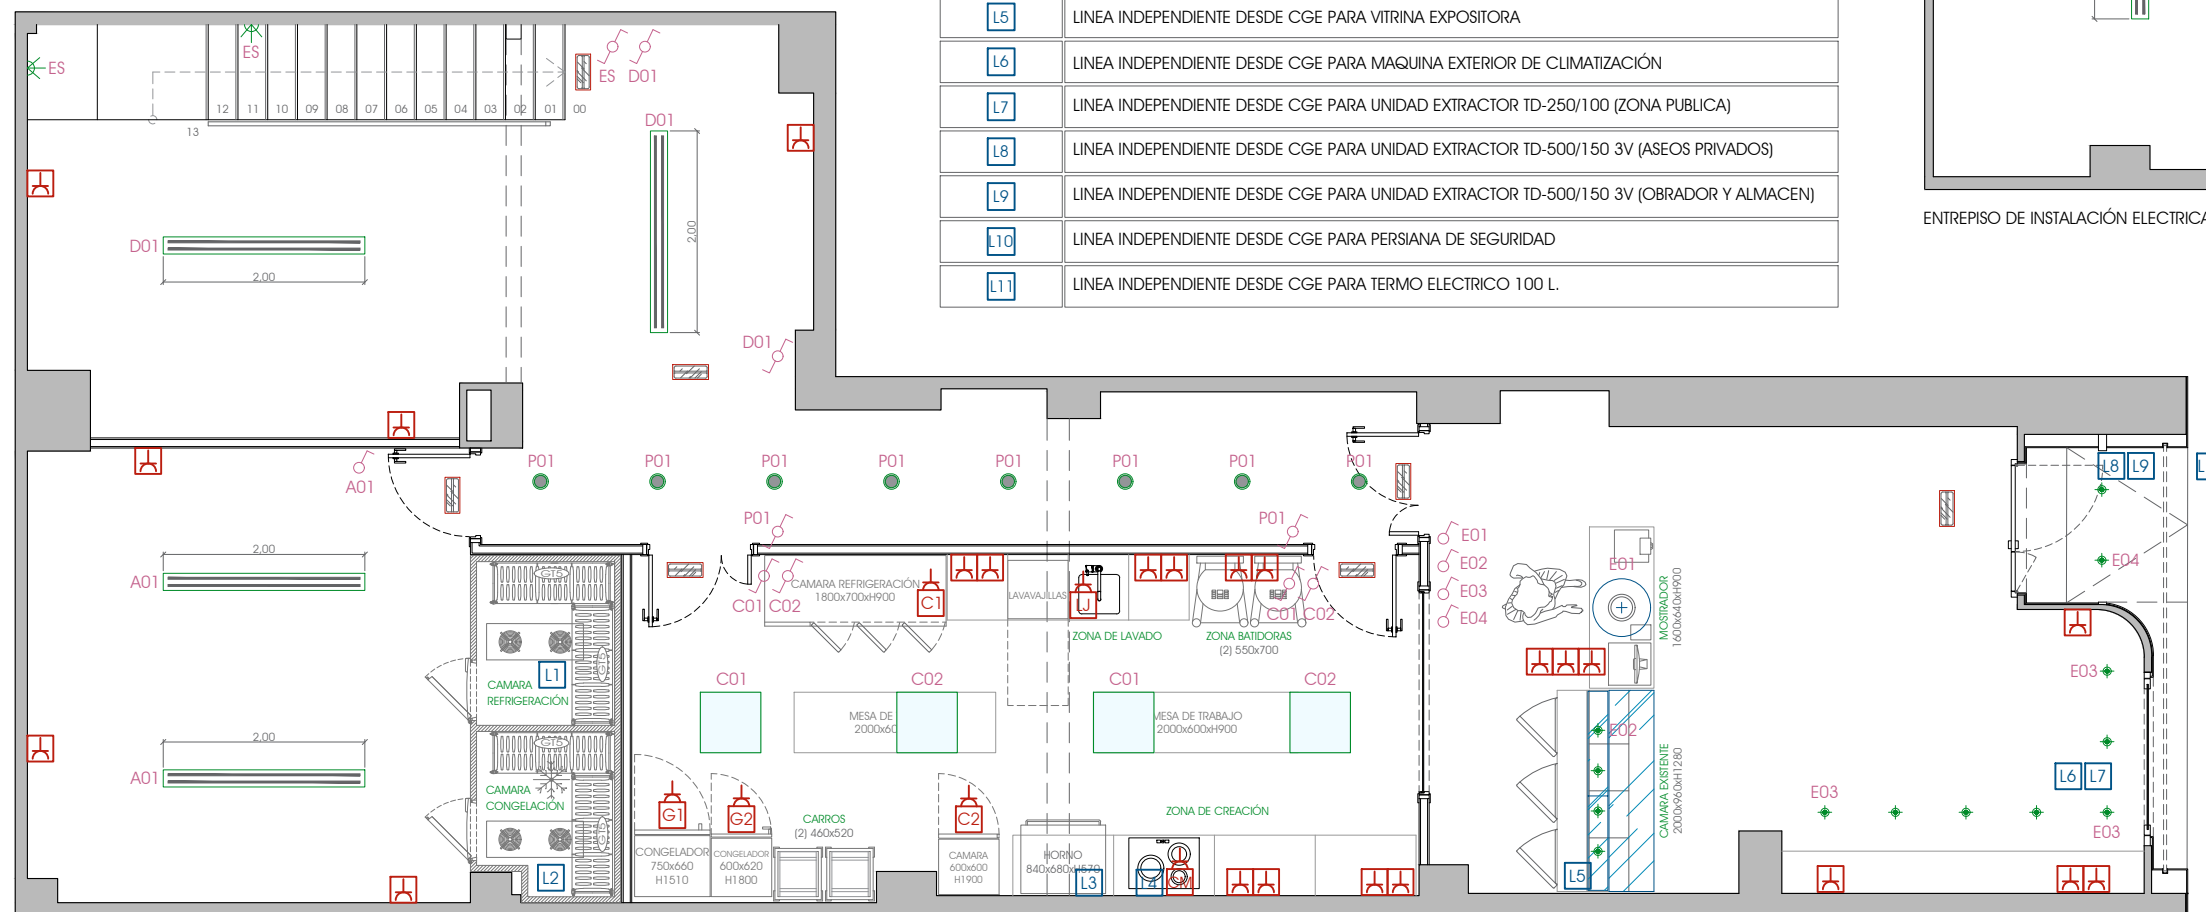 L5 LINEA INDEPENDIENTE DESDE CGE PARA VITRINA EXPOSITORA
L6 LINEA INDEPENDIENTE DESDE CGE PARA MAQUINA EXTERIOR DE CLIMATIZACIÓN
L7 LINEA INDEPENDIENTE DESDE CGE PARA UNIDAD EXTRACTOR TD-250/100 (ZONA PUBLICA)
L8 LINEA INDEPENDIENTE DESDE CGE PARA UNIDAD EXTRACTOR TD-500/150 3V (ASEOS PRIVADOS)
L9 LINEA INDEPENDIENTE DESDE CGE PARA UNIDAD EXTRACTOR TD-500/150 3V (OBRADOR Y ALMACEN)
L10 LINEA INDEPENDIENTE DESDE CGE PARA PERSIANA DE SEGURIDAD
L11 LINEA INDEPENDIENTE DESDE CGE PARA TERMO ELECTRICO 100 L.
ENTREPISO DE INSTALACIÓN ELECTRICA
ES
ES
ES D01
13 12 11 10 09 08 07 06 05 04 03 02 01 00
D01
2,00
D01
2,00
D01
A01
P01 P01 P01 P01 P01 P01 P01 P01
L8 L9
P01
P01
E01
E02
E03
E04
E04
A01
2,00
GT5
GT5
C01 C02
CAMARA REFRIGERACIÓN
1800x700xH900
C1
LAVAVAJILLAS
LJ
C01 C02
ZONA DE LAVADO
ZONA BATIDORAS
(2) 550x700
E01
MOSTRADOR
1600x640xH900
L1
CAMARA
REFRIGERACIÓN
C01
C02
C01
C02
MESA DE
2000x60
MESA DE TRABAJO
2000x600xH900
E03
E02
CAMARA EXISTENTE
2000x960xH1280
L6 L7
A01
2,00
GT5
GT5
CAMARA
CONGELACIÓN
L2
G1
G2
CARROS
(2) 460x520
C2
ZONA DE CREACIÓN
E03
E03
CONGELADOR
750x660
H1510
CONGELADOR
600x620
H1800
CAMARA
600x600
H1900
HORNO
840x680xH570
L3
L4
CM
L5